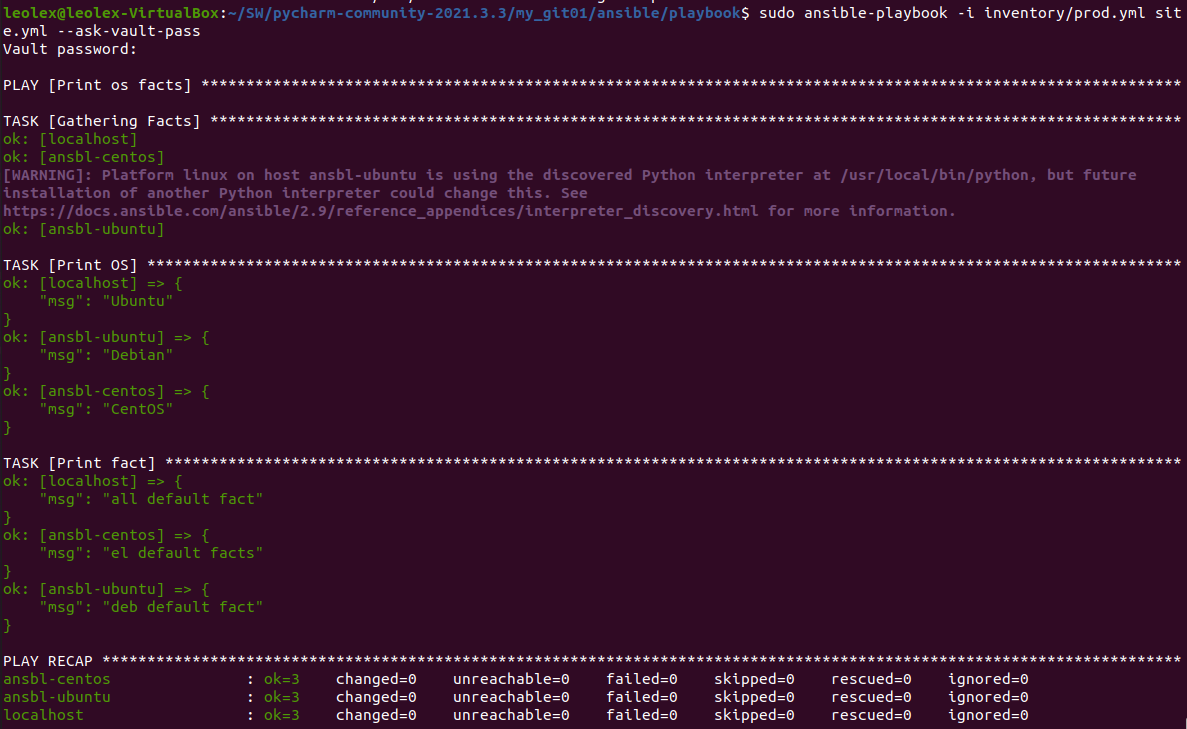 leolex@leolex-VirtualBox:~/SW/pycharm-community-2021.3.3/my_git01/ansible/playbook$ sudo ansible-playbook -i inventory/prod.yml sit
e.yml --ask-vault-pass
Vault password:
PLAY [Print os facts] *************************************************************************************************************
TASK [Gathering Facts] ************************************************************************************************************
ok: [localhost]
ok: [ansbl-centos]
[WARNING]: Platform linux on host ansbl-ubuntu is using the discovered Python interpreter at /usr/local/bin/python, but future
installation of another Python interpreter could change this. See
https://docs.ansible.com/ansible/2.9/reference_appendices/interpreter_discovery.html for more information.
ok: [ansbl-ubuntu]
TASK [Print OS] *******************************************************************************************************************
ok: [localhost] => {
    "msg": "Ubuntu"
}
ok: [ansbl-ubuntu] => {
    "msg": "Debian"
}
ok: [ansbl-centos] => {
    "msg": "CentOS"
}
TASK [Print fact] *****************************************************************************************************************
ok: [localhost] => {
    "msg": "all default fact"
}
ok: [ansbl-centos] => {
    "msg": "el default facts"
}
ok: [ansbl-ubuntu] => {
    "msg": "deb default fact"
}
PLAY RECAP ************************************************************************************************************************
ansbl-centos               : ok=3    changed=0    unreachable=0    failed=0    skipped=0    rescued=0    ignored=0
ansbl-ubuntu               : ok=3    changed=0    unreachable=0    failed=0    skipped=0    rescued=0    ignored=0
localhost                  : ok=3    changed=0    unreachable=0    failed=0    skipped=0    rescued=0    ignored=0